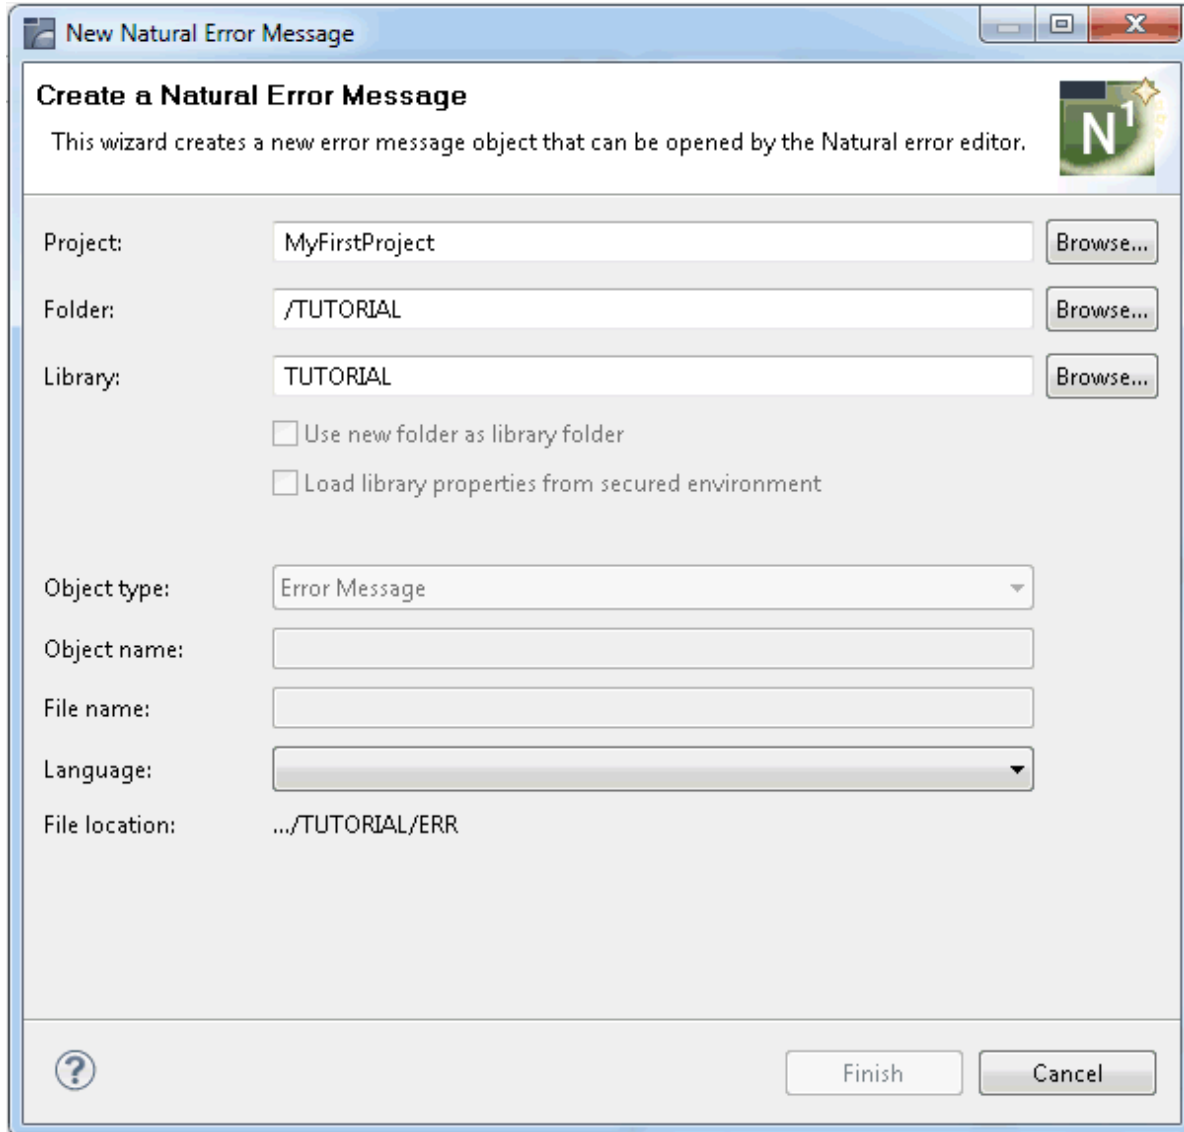 New Natural Error Message
Create a Natural Error Message
This wizard creates a new error message object that can be opened by the Natural error editor.
N1
Project: MyFirstProject Browse...
Folder: /TUTORIAL Browse...
Library: TUTORIAL Browse...
Use new folder as library folder
Load library properties from secured environment
Object type: Error Message
Object name:
File name:
Language:
File location: .../TUTORIAL/ERR
? Finish Cancel